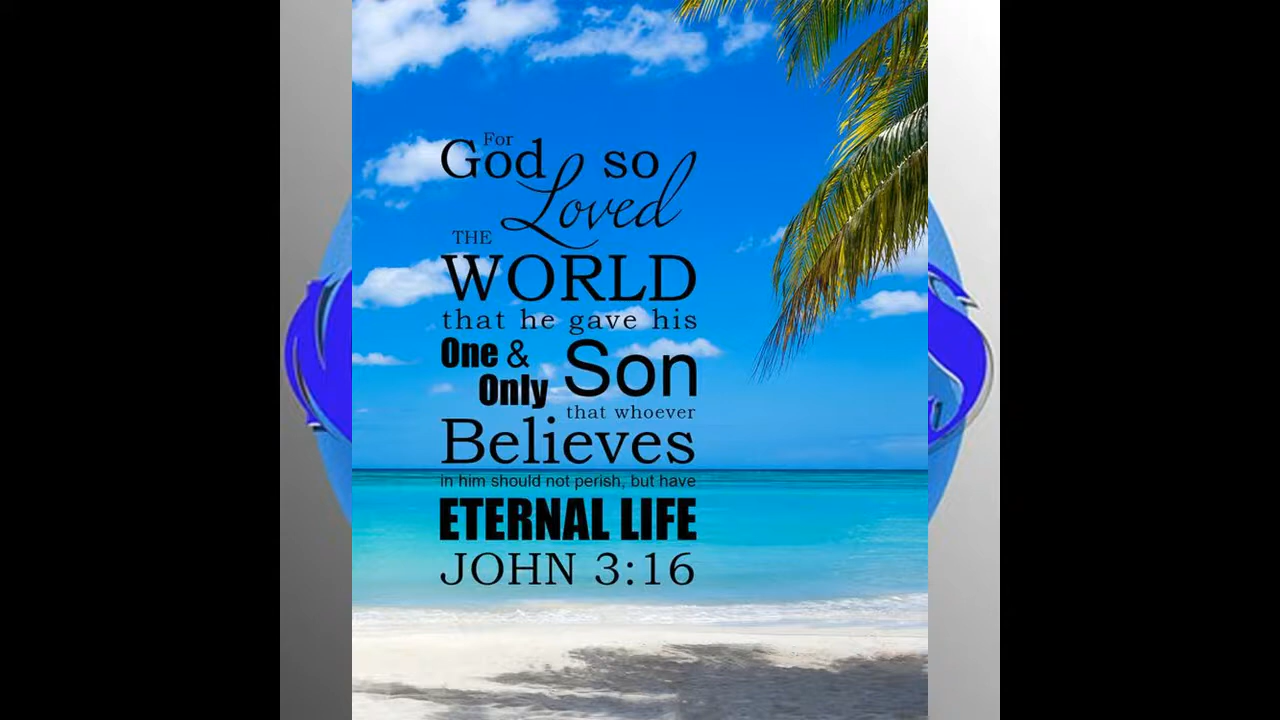 For
God so
Loved
THE
WORLD
that he gave his
One &
Only Son
that whoever
Believes
in him should not perish, but have
ETERNAL LIFE
JOHN 3:16